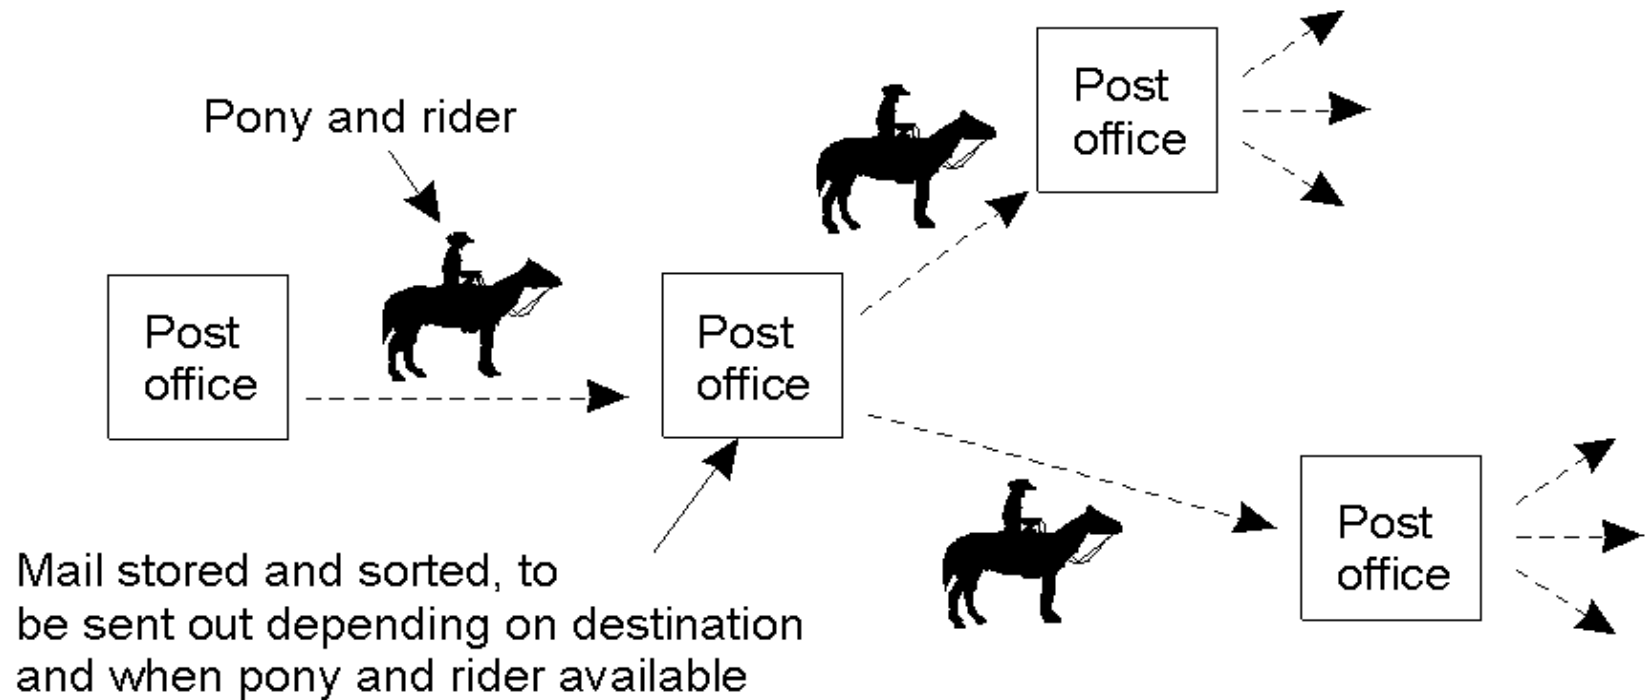 Pony and rider
Post
office
Post
office
Post
office
Post
office
Mail stored and sorted, to
be sent out depending on destination
and when pony and rider available